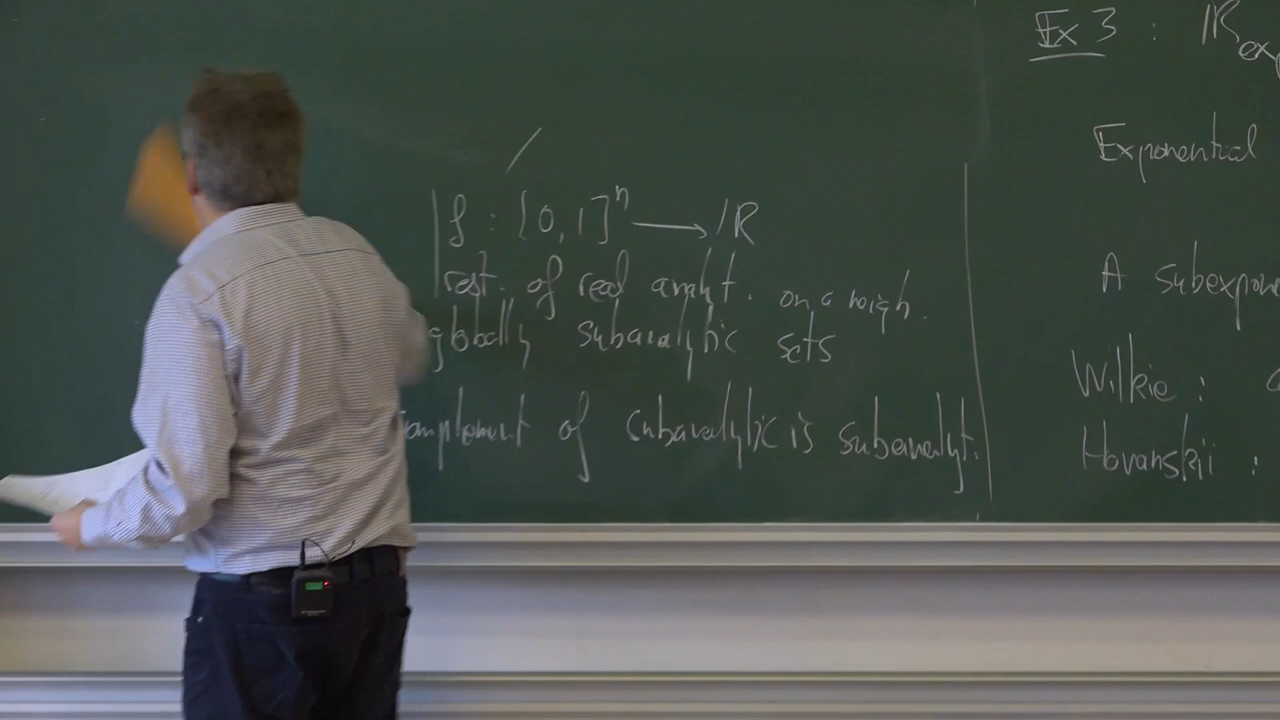 f : [0,1]^n → ℝ
rest. of real analyt. on a neigh.
globally subanalytic sets
complement of subanalytic is subanalyt.
Ex 3 : ℝ_exp
Exponential
A subexpone
Wilkie :
Hovanskii :